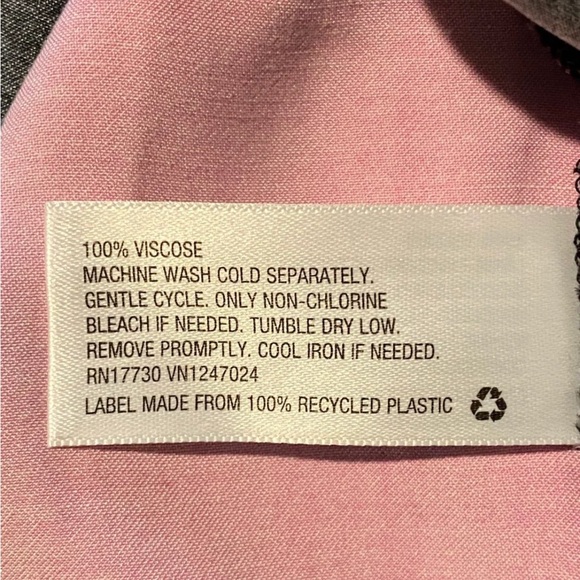 100% VISCOSE
MACHINE WASH COLD SEPARATELY.
GENTLE CYCLE. ONLY NON-CHLORINE
BLEACH IF NEEDED. TUMBLE DRY LOW.
REMOVE PROMPTLY. COOL IRON IF NEEDED.
RN17730 VN1247024
LABEL MADE FROM 100% RECYCLED PLASTIC